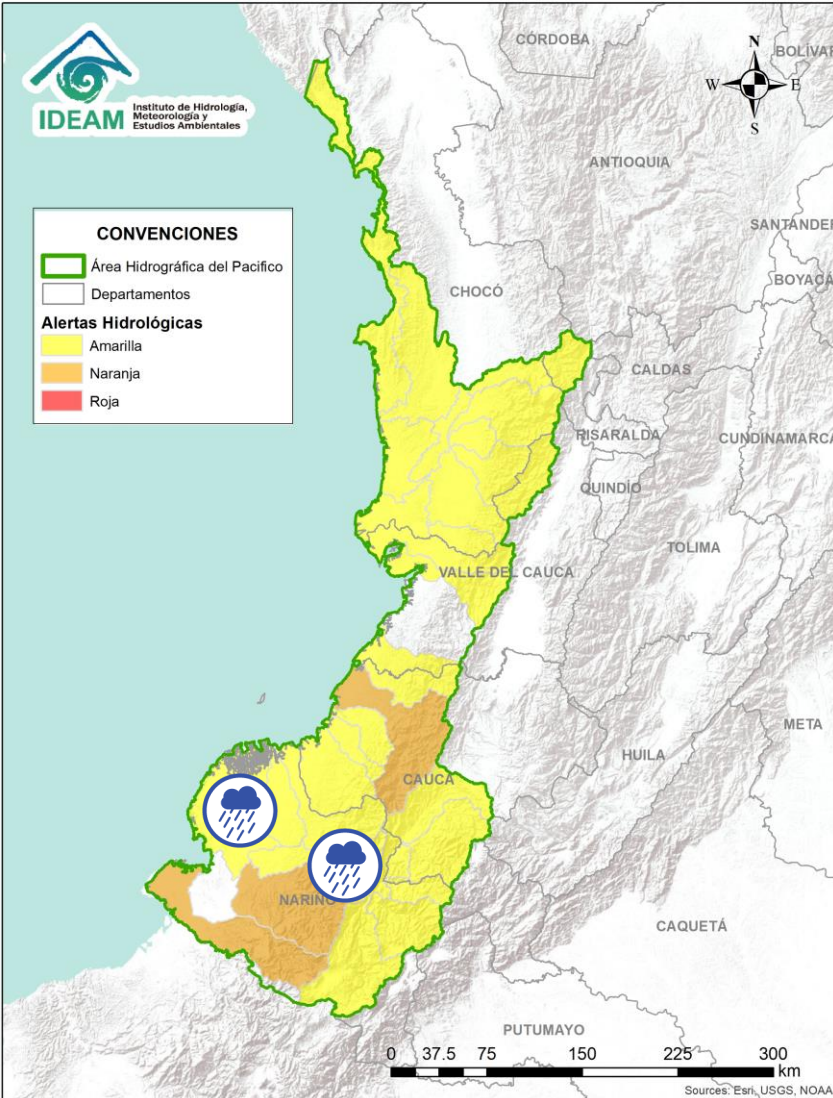 IDEAM
Instituto de Hidrología,
Meteorología y
Estudios Ambientales
CÓRDOBA
BOLÍVAR
N
W
E
S
ANTIOQUIA
SANTANDER
BOYACÁ
CONVENCIONES
Área Hidrográfica del Pacifico
Departamentos
Alertas Hidrológicas
Amarilla
Naranja
Roja
CHOCÓ
CALDAS
RISARALDA
CUNDINAMARCA
QUINDÍO
TOLIMA
VALLE DEL CAUCA
META
HUILA
CAUCA
NARIÑO
CAQUETÁ
PUTUMAYO
0 37.5 75 150 225 300
km
Sources: Esri, USGS, NOAA